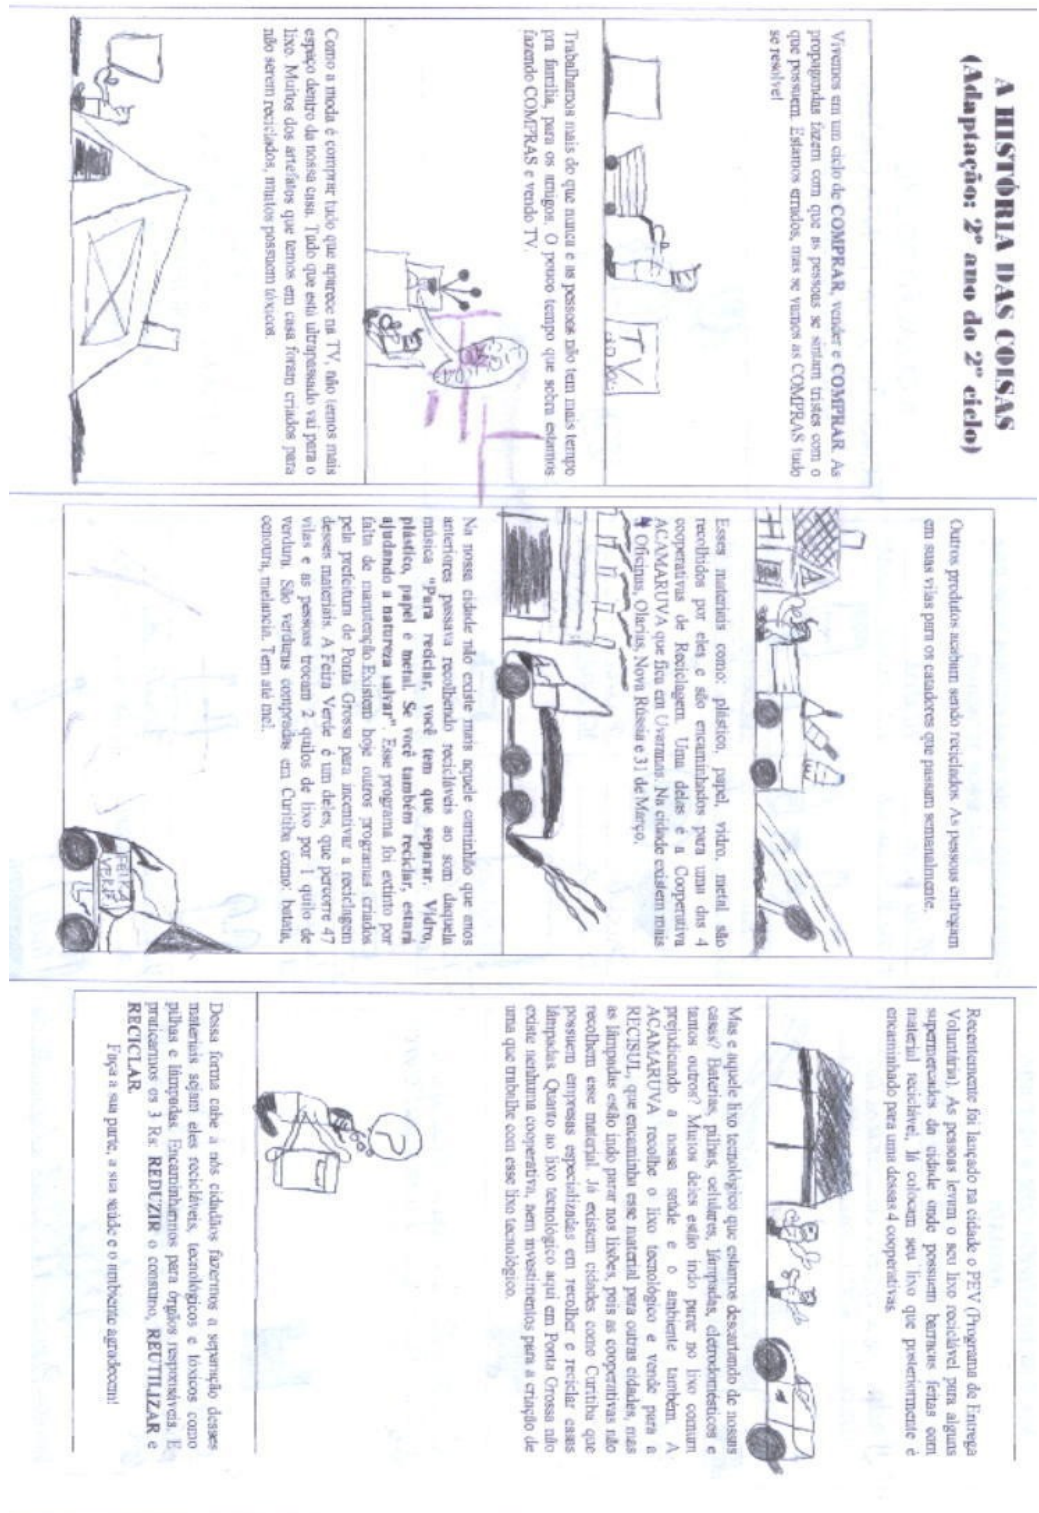 A HISTÓRIA DAS COISAS
(Adaptação: 2º ano do 2º ciclo)
Vivemos em um ciclo de COMPRAR, vender e COMPRAR. As
propagandas fazem com que as pessoas se sintam tristes com o
que possuem. Estamos errados, mas se vamos as COMPRAS tudo
se resolve!
TV
Trabalhamos mais do que nunca e as pessoas não tem mais tempo
pra família, para os amigos. O pouco tempo que sobra estamos
fazendo COMPRAS e vendo TV.
Como a moda é comprar tudo que aparece na TV, não temos mais
espaço dentro da nossa casa. Tudo que está ultrapassado vai para o
lixo. Muitos dos artefatos que temos em casa foram criados para
não serem reciclados, muitos possuem tóxicos.
Outros produtos acabam sendo reciclados. As pessoas entregam
em suas vilas para os catadores que passam semanalmente.
Esses materiais como: plástico, papel, vidro, metal são
recolhidos por eles e são encaminhados para uma das 4
cooperativas de Reciclagem. Uma delas é a Cooperativa
ACAMARUVA que fica em Uvaranas. Na cidade existem mais
4 Oficinas, Olarias, Nova Rússia e 31 de Março.
Na nossa cidade não existe mais aquele caminhão que anos
anteriores passava recolhendo recicláveis ao som daquela
música "Para reciclar, você tem que separar. Vidro,
plástico, papel e metal. Se você também reciclar, estará
ajudando a natureza salvar". Esse programa foi extinto por
falta de manutenção.Existem hoje outros programas criados
pela prefeitura de Ponta Grossa para incentivar a reciclagem
desses materiais. A Feira Verde é um deles, que percorre 47
vilas e as pessoas trocam 2 quilos de lixo por 1 quilo de
verdura. São verduras compradas em Curitiba como: batata,
cenoura, melancia. Tem até mel.
FEIRA
VERDE
Recentemente foi lançado na cidade o PEV (Programa de Entrega
Voluntária). As pessoas levam o seu lixo reciclável para alguns
supermercados da cidade onde possuem barracas feitas com
material reciclável, lá colocam seu lixo que posteriormente é
encaminhado para uma dessas 4 cooperativas.
Mas e aquele lixo tecnológico que estamos descartando de nossas
casas? Baterias, pilhas, celulares, lâmpadas, eletrodomésticos e
tantos outros? Muitos deles estão indo parar no lixo comum
prejudicando a nossa saúde e o ambiente também. A
ACAMARUVA recolhe o lixo tecnológico e vende para a
RECISUL, que encaminha esse material para outras cidades, mas
as lâmpadas estão indo parar nos lixões, pois as cooperativas não
recolhem esse material. Já existem cidades como Curitiba que
possuem empresas especializadas em recolher e reciclar essas
lâmpadas. Quanto ao lixo tecnológico aqui em Ponta Grossa não
existe nenhuma cooperativa, nem investimentos para a criação de
uma que trabalhe com esse lixo tecnológico.
Dessa forma cabe à nós cidadãos fazermos a separação desses
materiais sejam eles recicláveis, tecnológicos e tóxicos como
pilhas e lâmpadas. Encaminharmos para órgãos responsáveis. E
praticarmos os 3 Rs: REDUZIR o consumo, REUTILIZAR e
RECICLAR.
Faça a sua parte, a sua saúde e o ambiente agradecem!